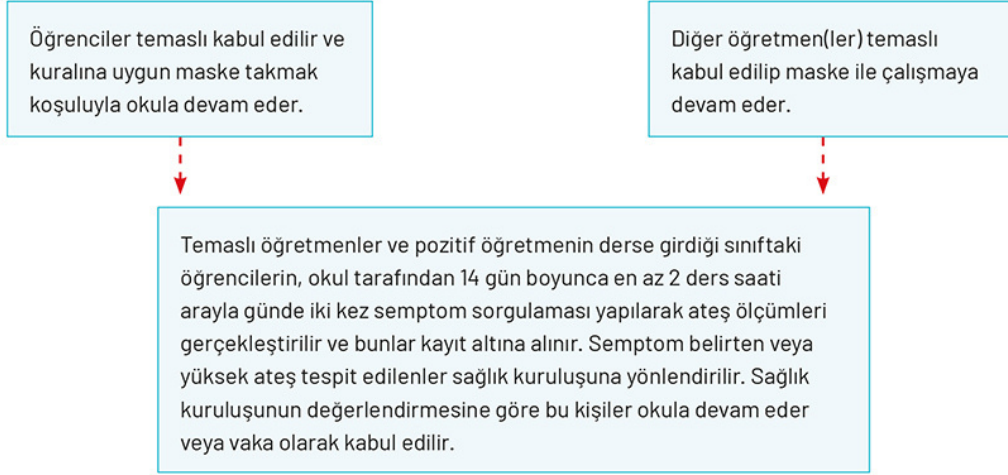 Öğrenciler temaslı kabul edilir ve
kuralına uygun maske takmak
koşuluyla okula devam eder.
Diğer öğretmen(ler) temaslı
kabul edilip maske ile çalışmaya
devam eder.
Temaslı öğretmenler ve pozitif öğretmenin derse girdiği sınıftaki
öğrencilerin, okul tarafından 14 gün boyunca en az 2 ders saati
arayla günde iki kez semptom sorgulaması yapılarak ateş ölçümleri
gerçekleştirilir ve bunlar kayıt altına alınır. Semptom belirten veya
yüksek ateş tespit edilenler sağlık kuruluşuna yönlendirilir. Sağlık
kuruluşunun değerlendirmesine göre bu kişiler okula devam eder
veya vaka olarak kabul edilir.